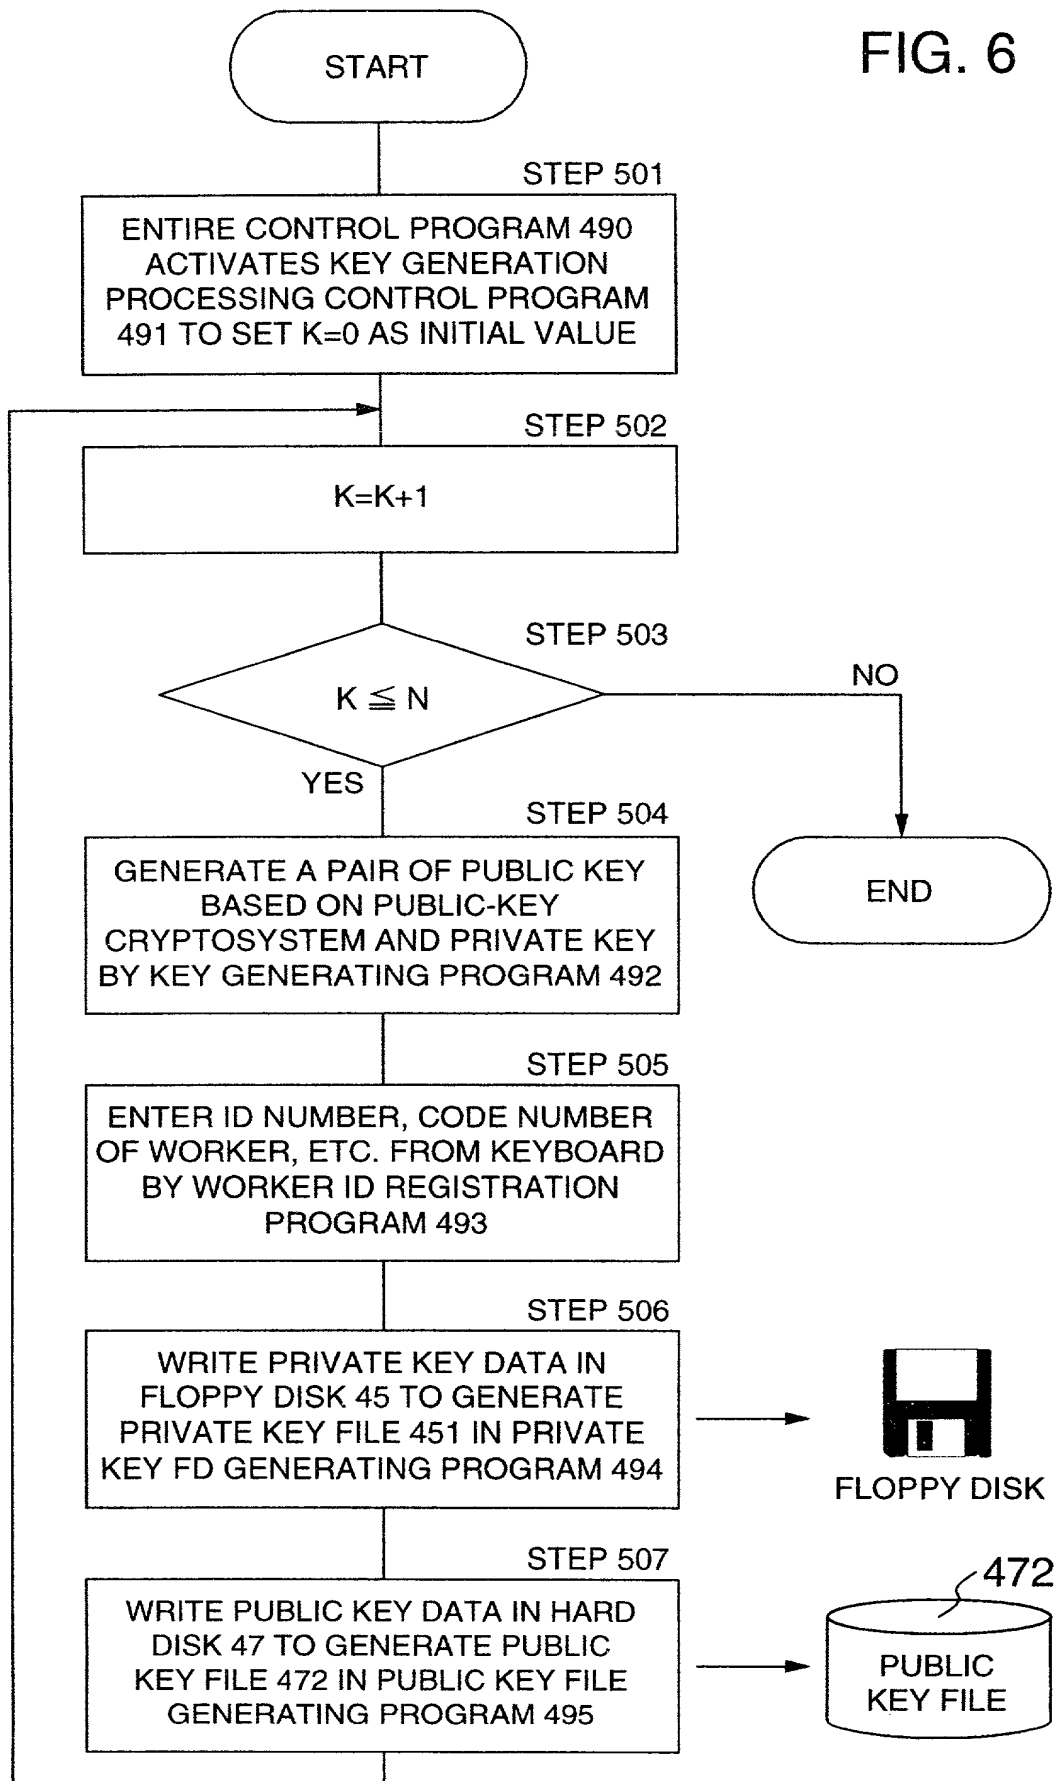 FIG. 6
START
STEP 501
ENTIRE CONTROL PROGRAM 490
ACTIVATES KEY GENERATION
PROCESSING CONTROL PROGRAM
491 TO SET K=0 AS INITIAL VALUE
STEP 502
K=K+1
STEP 503
K ≦ N
NO
YES
END
STEP 504
GENERATE A PAIR OF PUBLIC KEY
BASED ON PUBLIC-KEY
CRYPTOSYSTEM AND PRIVATE KEY
BY KEY GENERATING PROGRAM 492
STEP 505
ENTER ID NUMBER, CODE NUMBER
OF WORKER, ETC. FROM KEYBOARD
BY WORKER ID REGISTRATION
PROGRAM 493
STEP 506
WRITE PRIVATE KEY DATA IN
FLOPPY DISK 45 TO GENERATE
PRIVATE KEY FILE 451 IN PRIVATE
KEY FD GENERATING PROGRAM 494
FLOPPY DISK
STEP 507
WRITE PUBLIC KEY DATA IN HARD
DISK 47 TO GENERATE PUBLIC
KEY FILE 472 IN PUBLIC KEY FILE
GENERATING PROGRAM 495
472
PUBLIC
KEY FILE